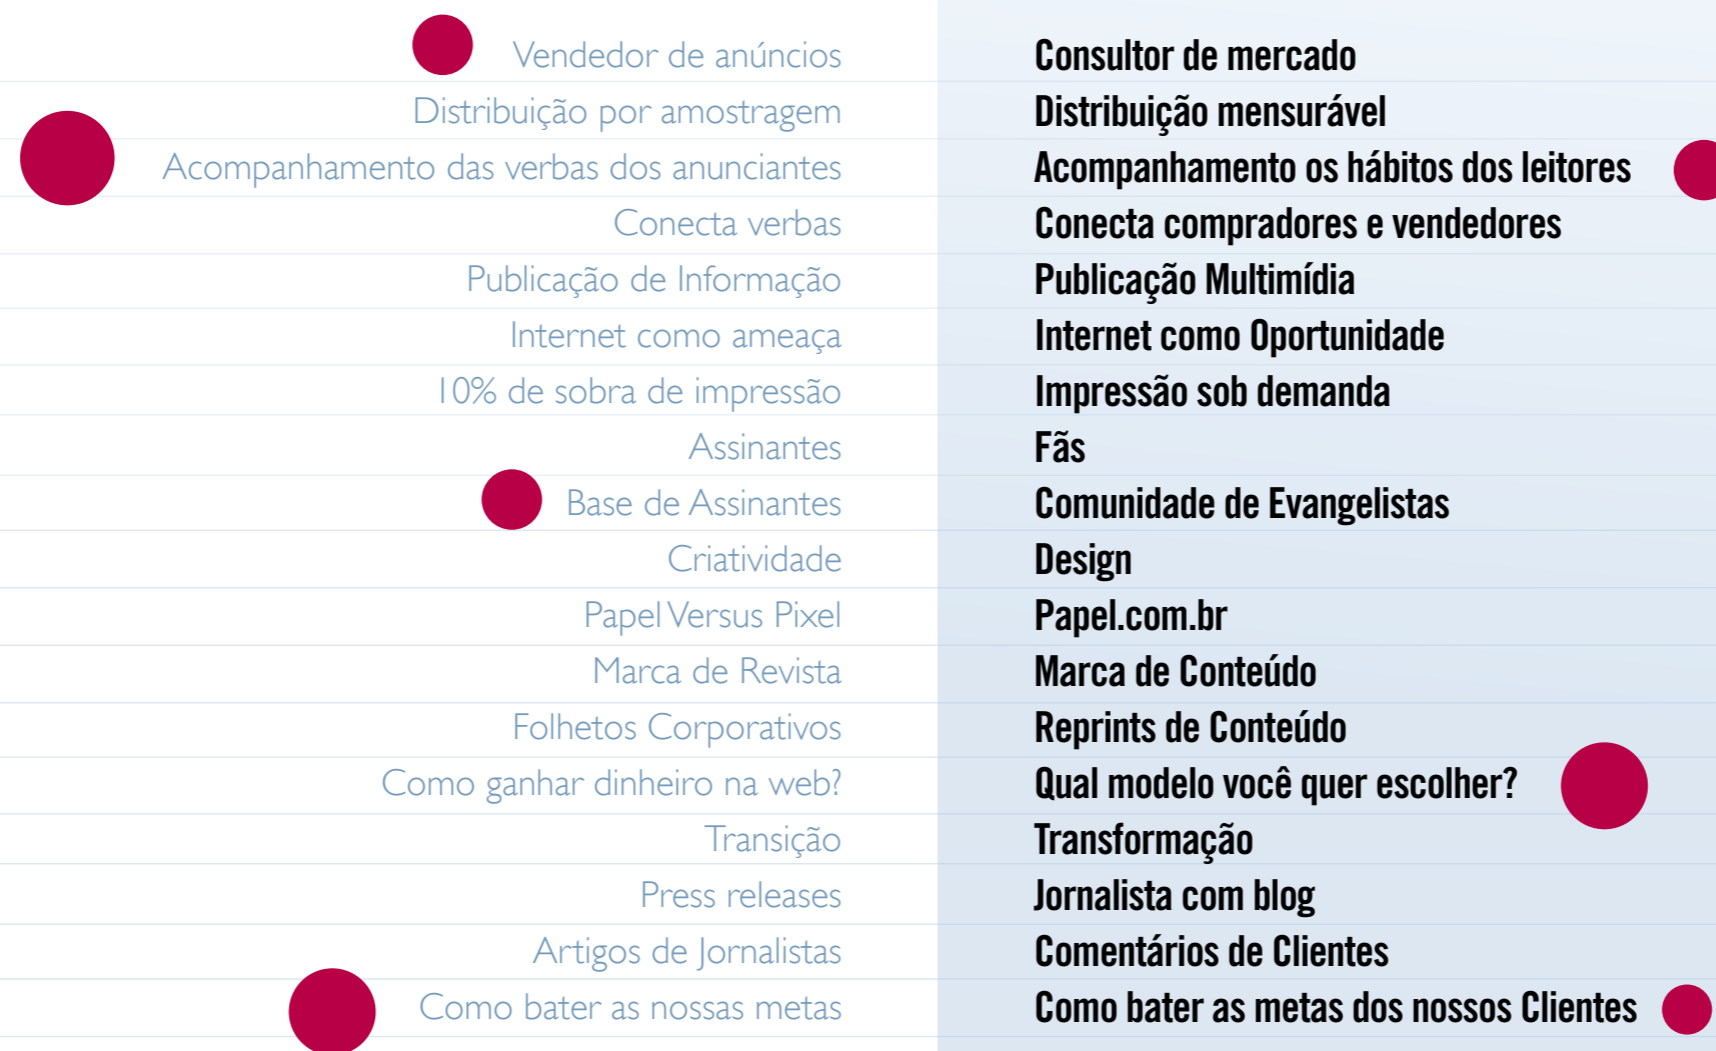 Vendedor de anúncios Consultor de mercado
Distribuição por amostragem Distribuição mensurável
Acompanhamento das verbas dos anunciantes Acompanhamento os hábitos dos leitores
Conecta verbas Conecta compradores e vendedores
Publicação de Informação Publicação Multimídia
Internet como ameaça Internet como Oportunidade
10% de sobra de impressão Impressão sob demanda
Assinantes Fãs
Base de Assinantes Comunidade de Evangelistas
Criatividade Design
Papel Versus Pixel Papel.com.br
Marca de Revista Marca de Conteúdo
Folhetos Corporativos Reprints de Conteúdo
Como ganhar dinheiro na web? Qual modelo você quer escolher?
Transição Transformação
Press releases Jornalista com blog
Artigos de Jornalistas Comentários de Clientes
Como bater as nossas metas Como bater as metas dos nossos Clientes